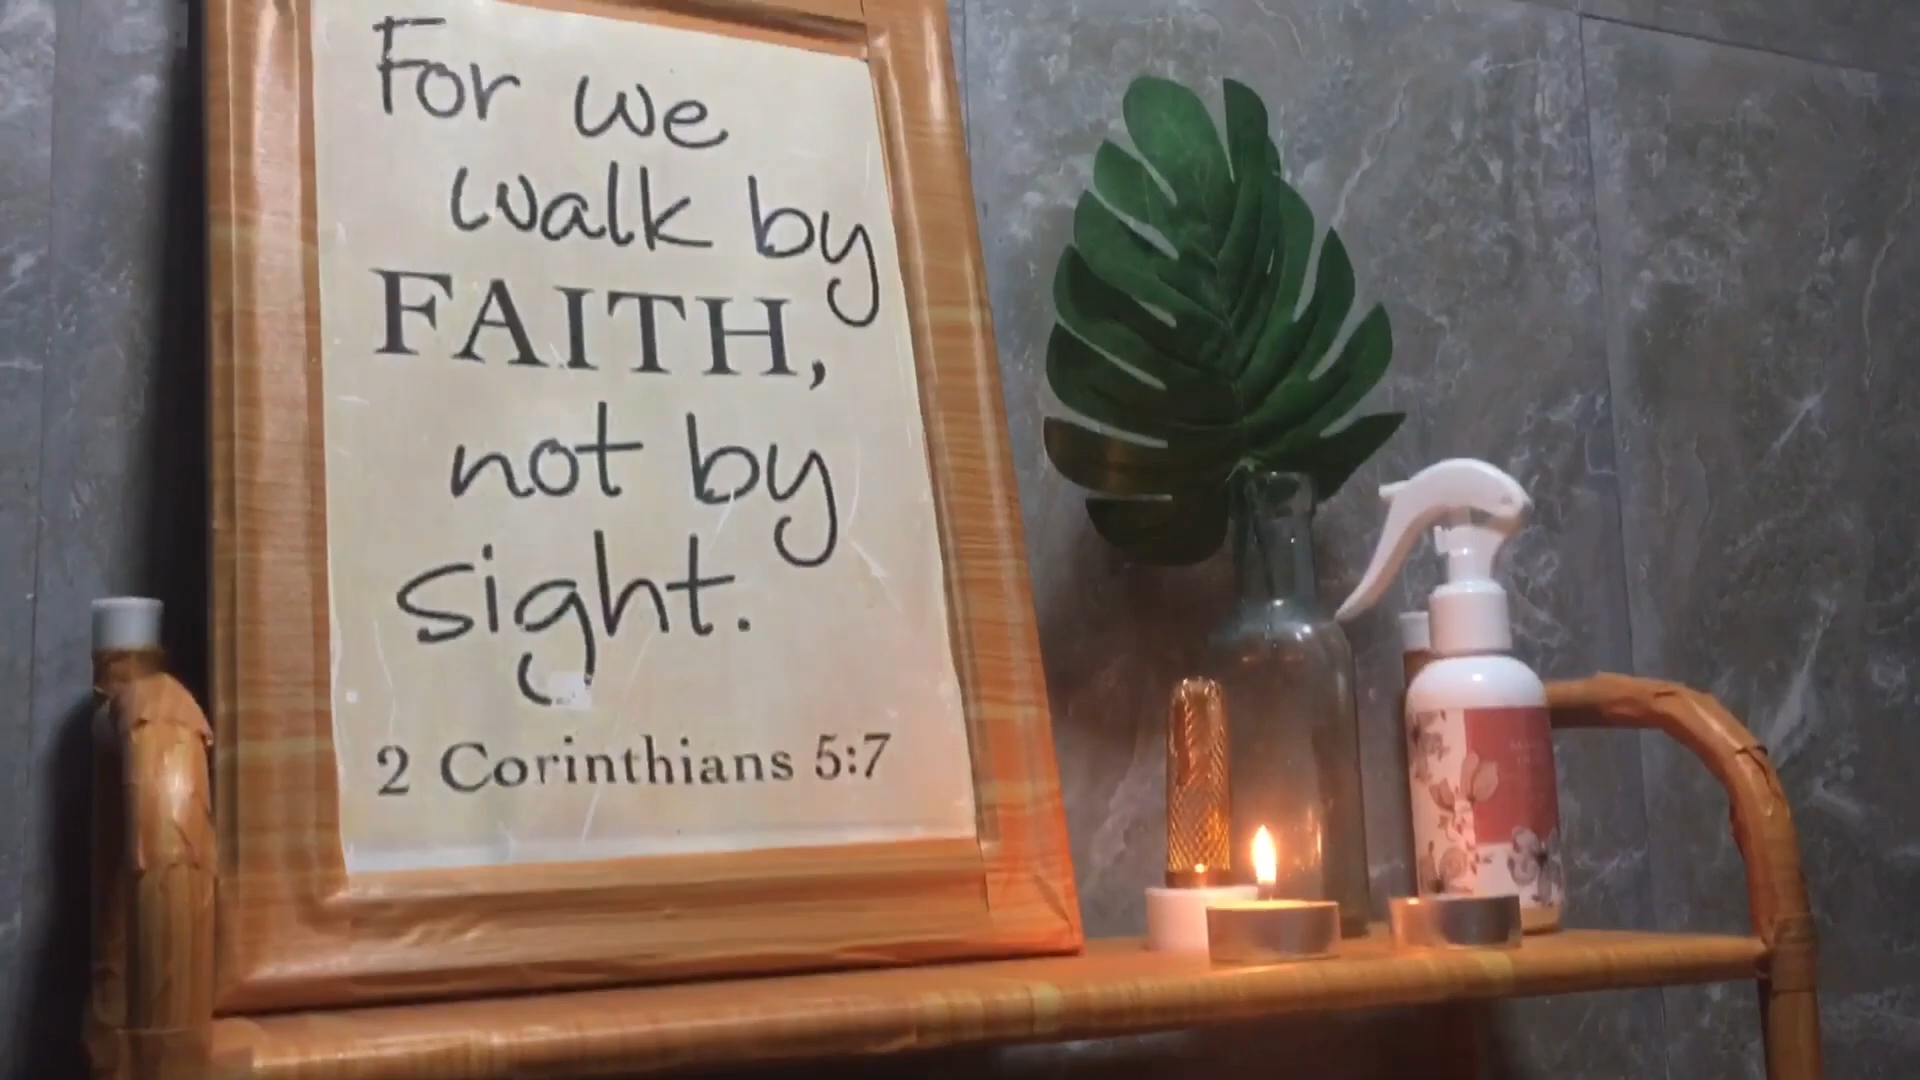 For we
walk by
FAITH,
not by
sight.
2 Corinthians 5:7